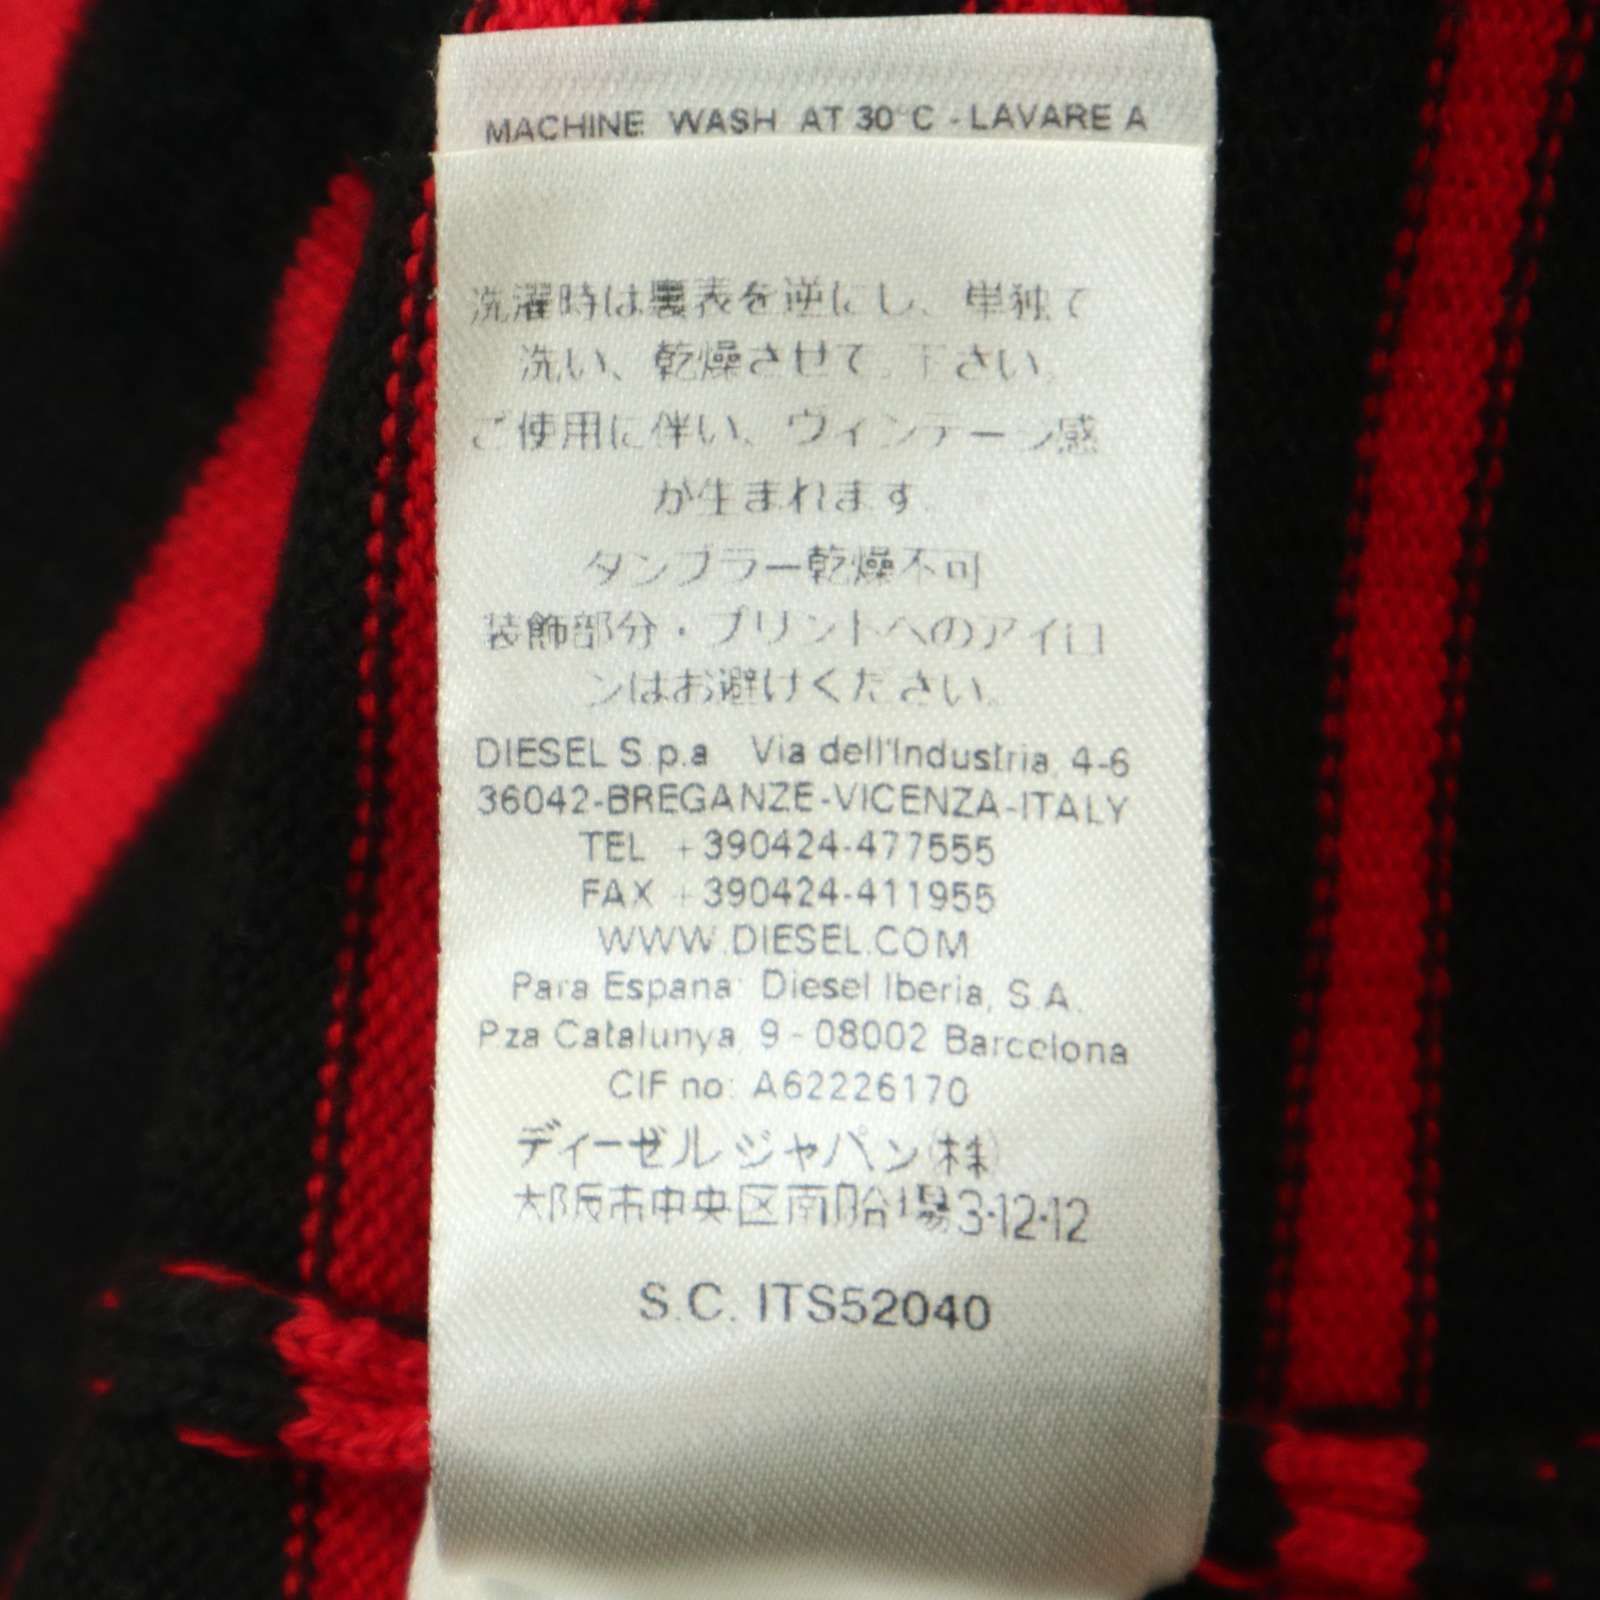 MACHINE WASH AT 30°C - LAVARE A
洗濯時は裏表を逆にし、単独で
洗い、乾燥させて下さい。
ご使用に伴い、ヴィンテージ感
が生まれます。
タンブラー乾燥不可
装飾部分・プリントへのアイロ
ンはお避けください。
DIESEL S.p.a Via dell'Industria, 4-6
36042-BREGANZE-VICENZA-ITALY
TEL +390424-477555
FAX +390424-411955
WWW.DIESEL.COM
Para Espana: Diesel Iberia, S.A.
Pza Catalunya, 9 - 08002 Barcelona
CIF no: A62226170
ディーゼル ジャパン(株)
大阪市中央区南船場3-12-12
S.C. ITS52040